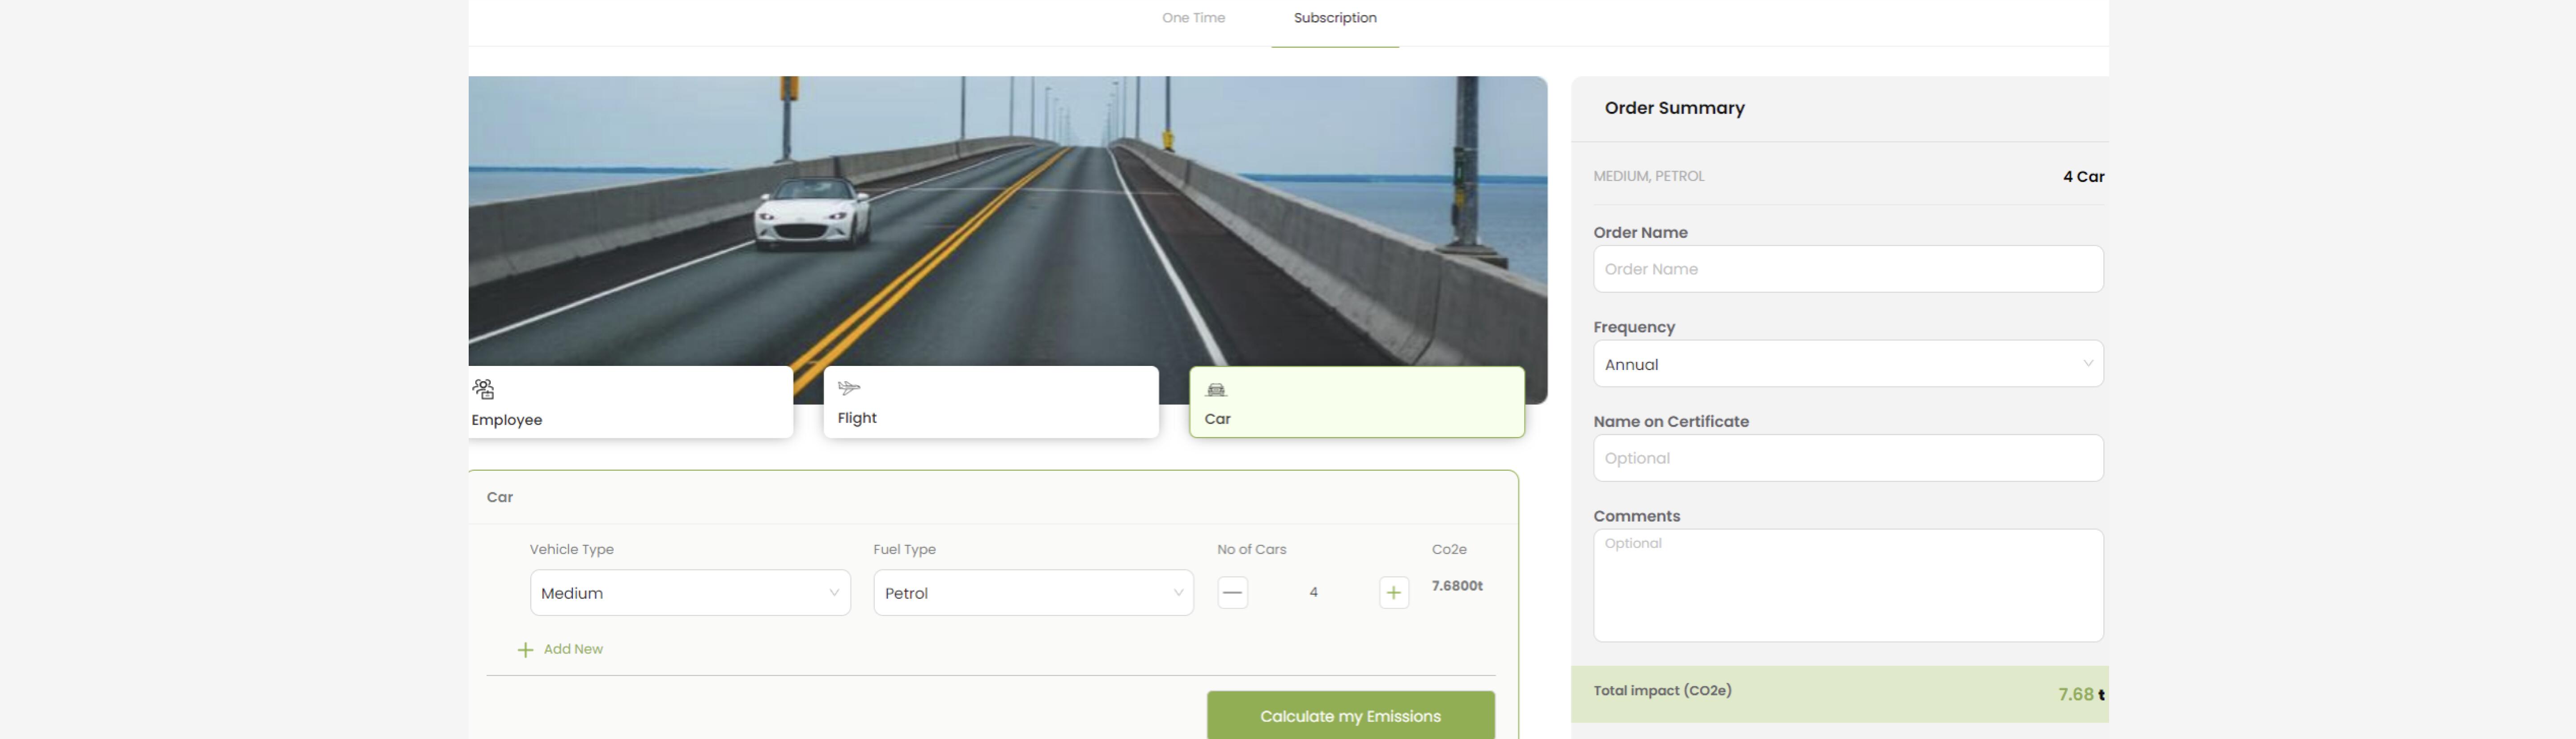 One Time
Subscription
Employee
Flight
Car
Car
Vehicle Type
Fuel Type
No of Cars
Co2e
Medium
Petrol
4
7.6800t
Add New
Calculate my Emissions
Order Summary
MEDIUM, PETROL
4 Car
Order Name
Order Name
Frequency
Annual
Name on Certificate
Optional
Comments
Optional
Total impact (CO2e)
7.68 t